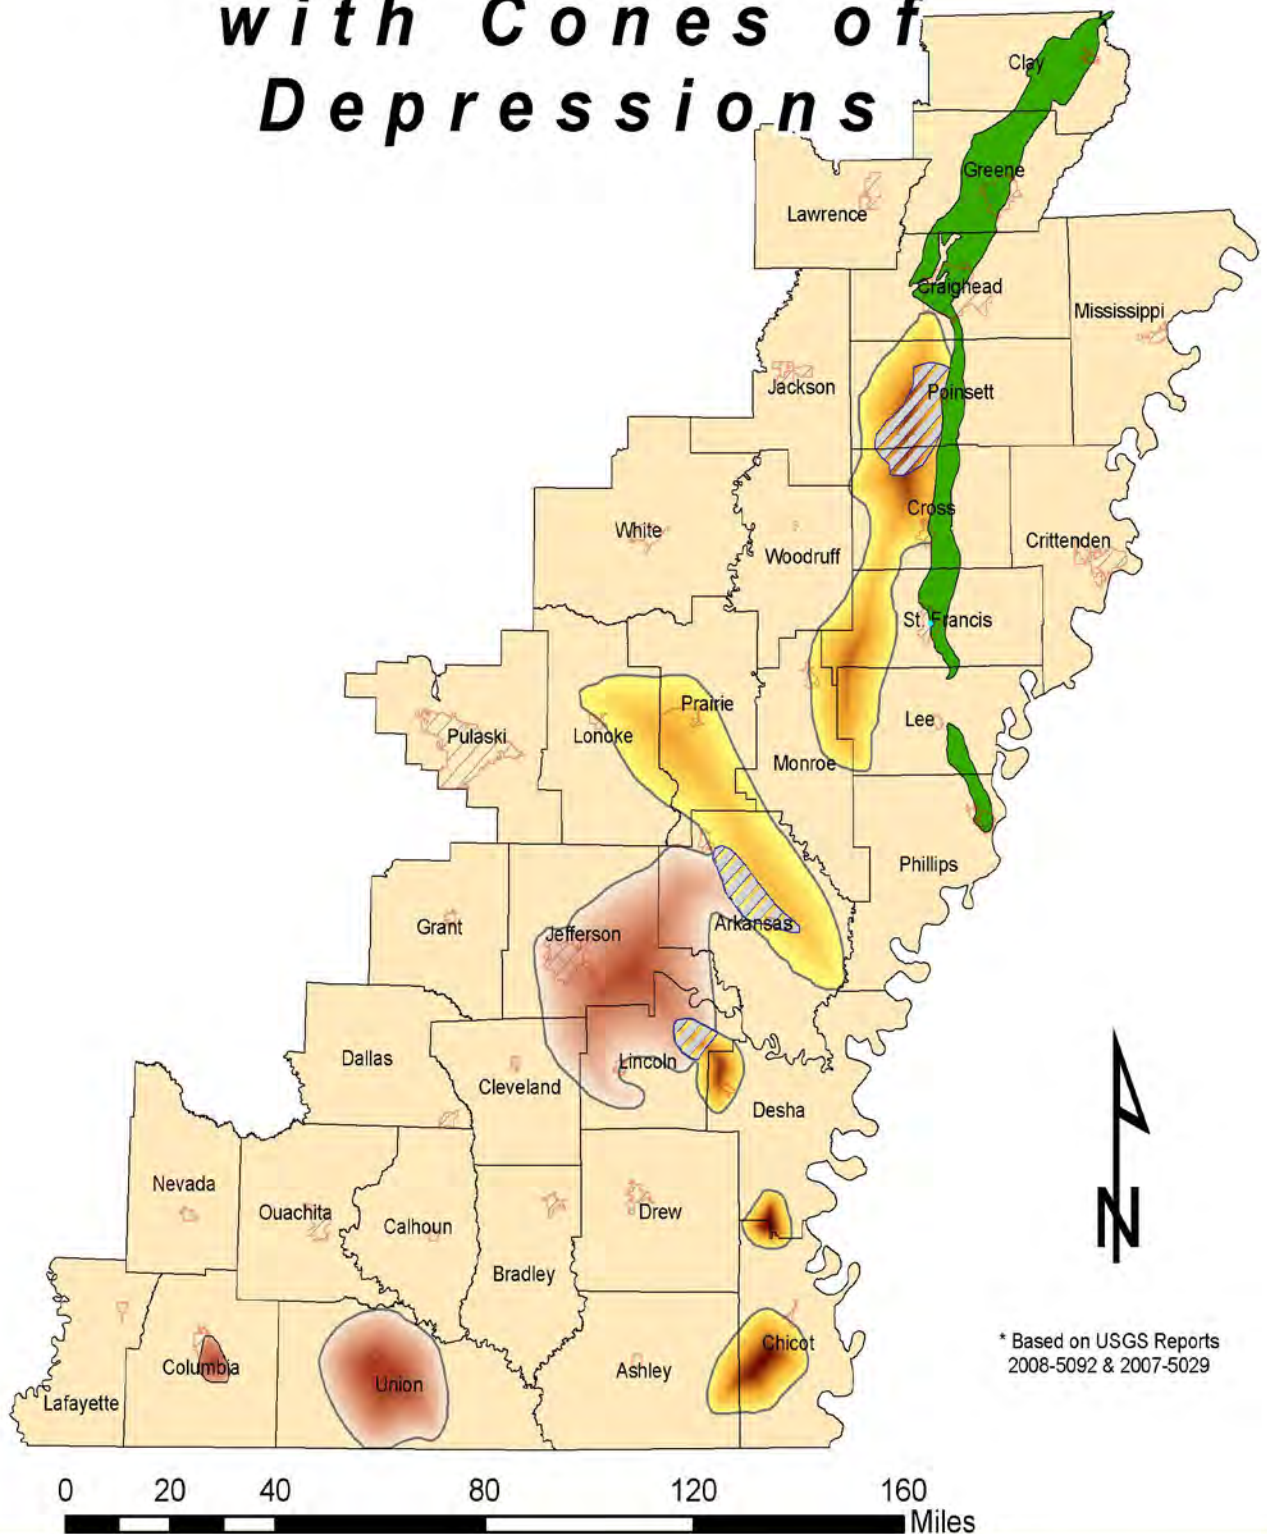 with Cones of
Depressions
Clay
Greene
Lawrence
Craighead
Mississippi
Jackson
Poinsett
Cross
White
Crittenden
Woodruff
St. Francis
Prairie
Lee
Pulaski
Lonoke
Monroe
Phillips
Arkansas
Grant
Jefferson
Dallas
Lincoln
Cleveland
Desha
Nevada
Ouachita
Drew
Calhoun
Bradley
N
Chicot
* Based on USGS Reports
2008-5092 & 2007-5029
Columbia
Ashley
Union
Lafayette
0 20 40 80 120 160
Miles